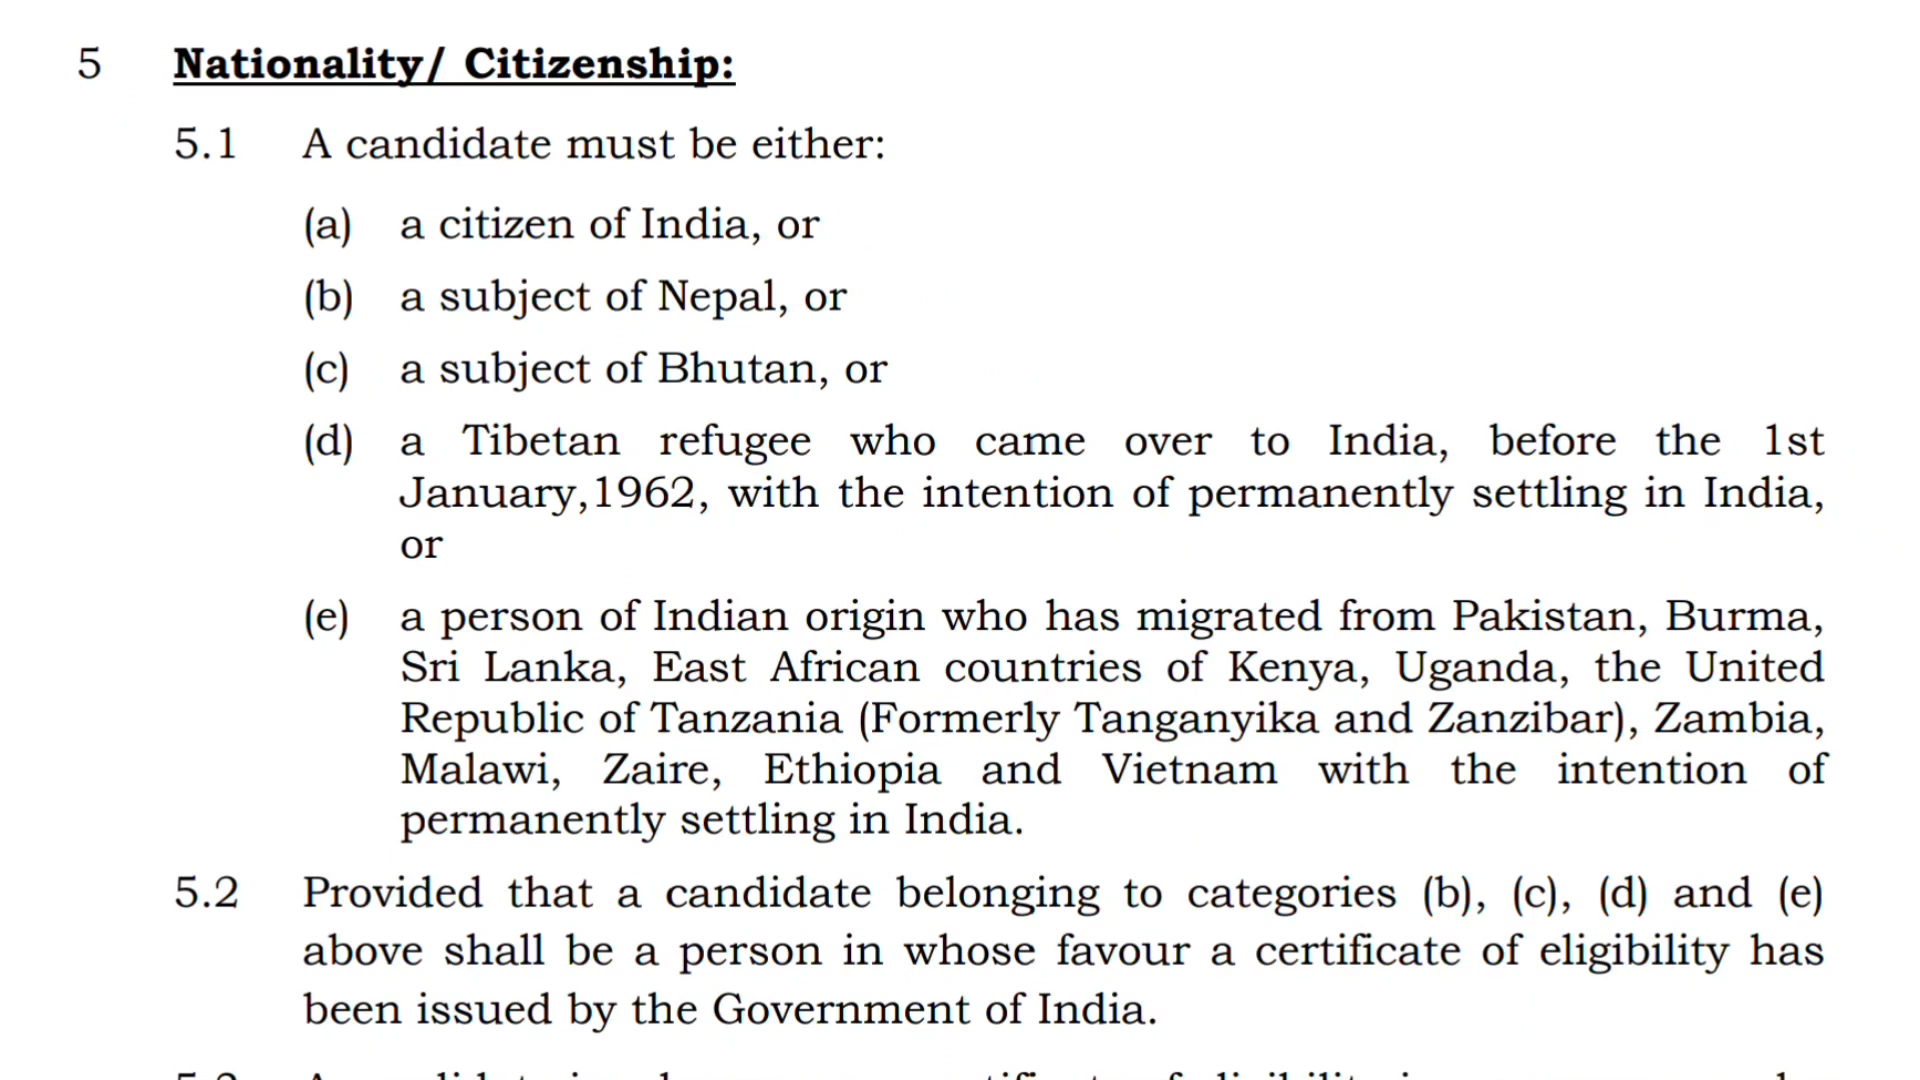 5 Nationality/ Citizenship:
5.1 A candidate must be either:
(a) a citizen of India, or
(b) a subject of Nepal, or
(c) a subject of Bhutan, or
(d) a Tibetan refugee who came over to India, before the 1st
January,1962, with the intention of permanently settling in India,
or
(e) a person of Indian origin who has migrated from Pakistan, Burma,
Sri Lanka, East African countries of Kenya, Uganda, the United
Republic of Tanzania (Formerly Tanganyika and Zanzibar), Zambia,
Malawi, Zaire, Ethiopia and Vietnam with the intention of
permanently settling in India.
5.2 Provided that a candidate belonging to categories (b), (c), (d) and (e)
above shall be a person in whose favour a certificate of eligibility has
been issued by the Government of India.